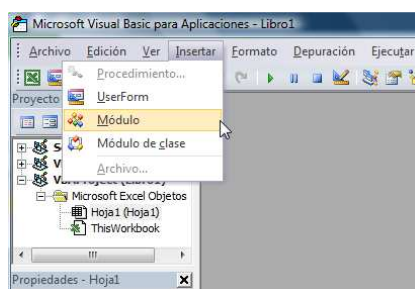 Microsoft Visual Basic para Aplicaciones - Libro1
Archivo Edición Ver Insertar Formato Depuración Ejecutar
Procedimiento...
Proyecto
UserForm
Módulo
Módulo de clase
Archivo...
Microsoft Excel Objetos
Hoja1 (Hoja1)
ThisWorkbook
Propiedades - Hoja1